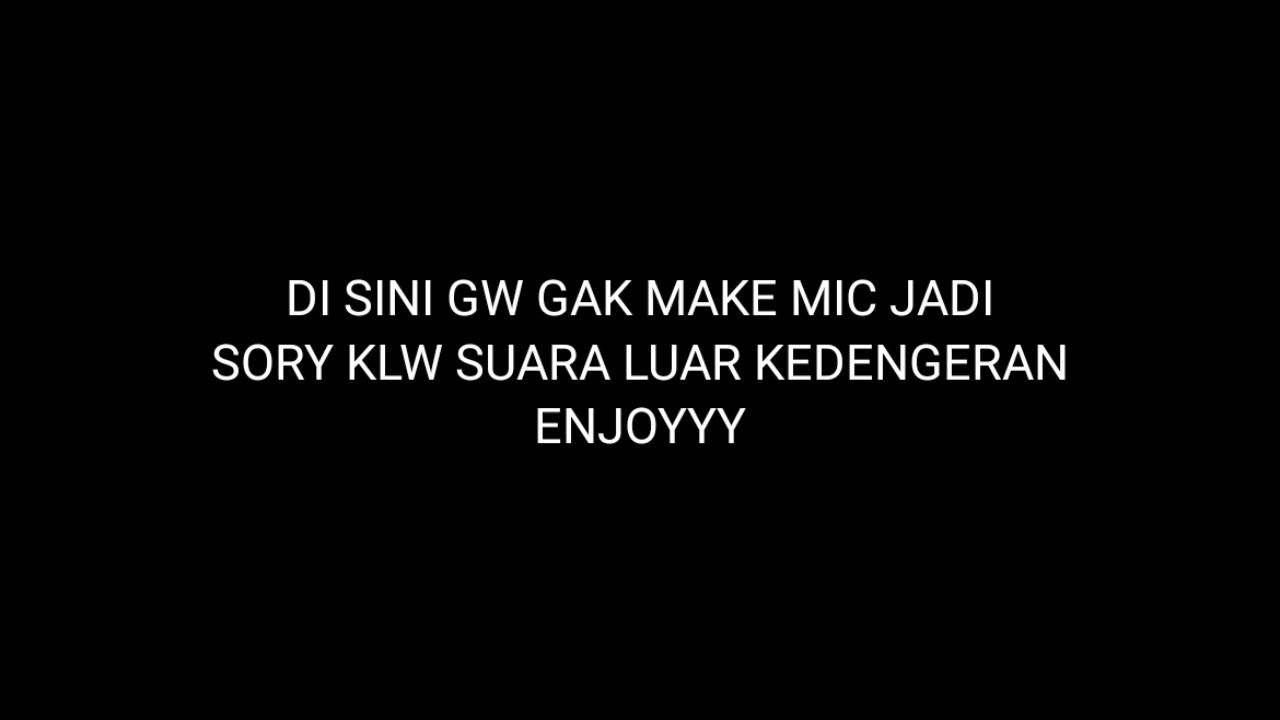 DI SINI GW GAK MAKE MIC JADI
SORY KLW SUARA LUAR KEDENGERAN
ENJOYYY